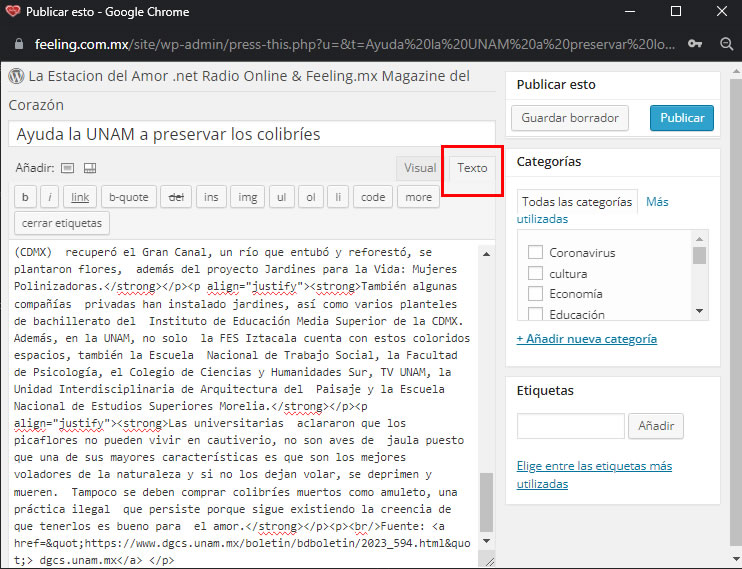 Publicar esto - Google Chrome
feeling.com.mx/site/wp-admin/press-this.php?u=&t=Ayuda%20la%20UNAM%20a%20preservar%20lo...
La Estacion del Amor .net Radio Online & Feeling.mx Magazine del
Corazón
Ayuda la UNAM a preservar los colibríes
Añadir:
Visual
Texto
b
i
link
b-quote
del
ins
img
ul
ol
li
code
more
cerrar etiquetas
(CDMX)  recuperó el Gran Canal, un río que entubó y reforestó, se
plantaron flores,  además del proyecto Jardines para la Vida: Mujeres
Polinizadoras.</strong></p><p align="justify"><strong>También algunas
compañías  privadas han instalado jardines, así como varios planteles
de bachillerato del  Instituto de Educación Media Superior de la CDMX.
Además, en la UNAM, no solo  la FES Iztacala cuenta con estos coloridos
espacios, también la Escuela  Nacional de Trabajo Social, la Facultad
de Psicología, el Colegio de Ciencias y Humanidades Sur, TV UNAM, la
Unidad Interdisciplinaria de Arquitectura del  Paisaje y la Escuela
Nacional de Estudios Superiores Morelia.</strong></p><p
align="justify"><strong>Las universitarias  aclararon que los
picaflores no pueden vivir en cautiverio, no son aves de  jaula puesto
que una de sus mayores características es que son los mejores
voladores de la naturaleza y si no los dejan volar, se deprimen y
mueren.  Tampoco se deben comprar colibríes muertos como amuleto, una
práctica ilegal  que persiste porque sigue existiendo la creencia de
que tenerlos es bueno para  el amor.</strong></p><p><br/>Fuente: <a
href=&quot;https://www.dgcs.unam.mx/boletin/bdboletin/2023_594.html&quo
t;> dgcs.unam.mx</a> </p>
Publicar esto
Guardar borrador
Publicar
Categorías
Todas las categorías
Más
utilizadas
Coronavirus
cultura
Economía
Educación
+ Añadir nueva categoría
Etiquetas
Añadir
Elige entre las etiquetas más
utilizadas